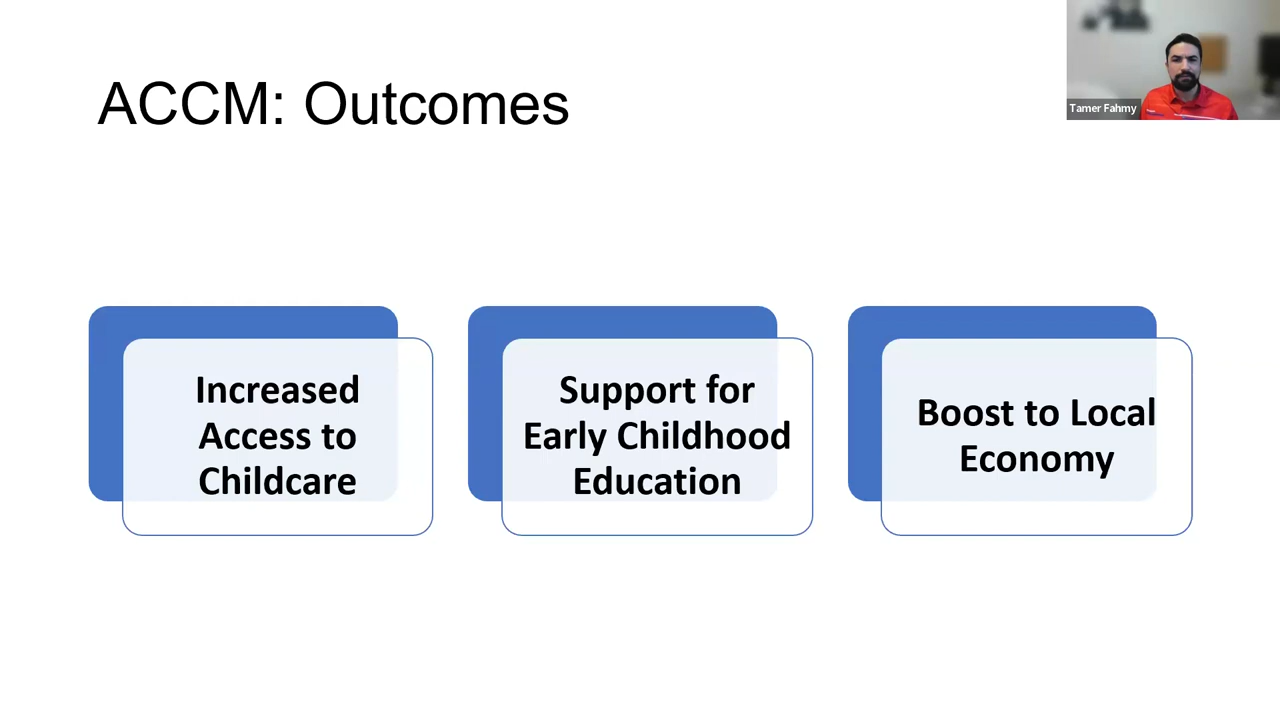 ACCM: Outcomes
Tamer Fahmy
Increased
Access to
Childcare
Support for
Early Childhood
Education
Boost to Local
Economy